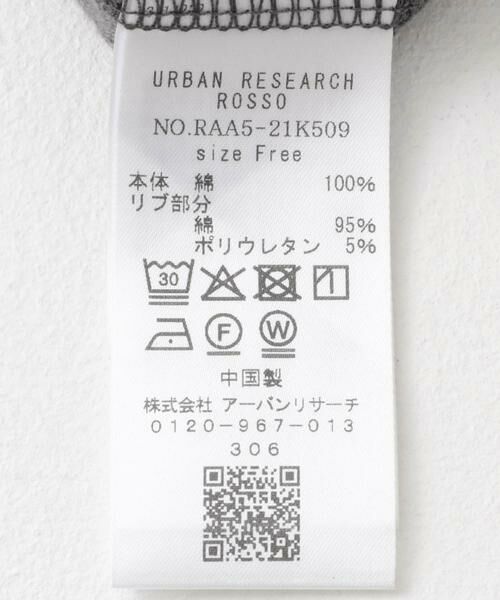 URBAN RESEARCH
ROSSO
NO.RAA5-21K509
size Free
本体 綿 100%
リブ部分
綿 95%
ポリウレタン 5%
30
F W
中国製
株式会社 アーバンリサーチ
0120-967-013
306